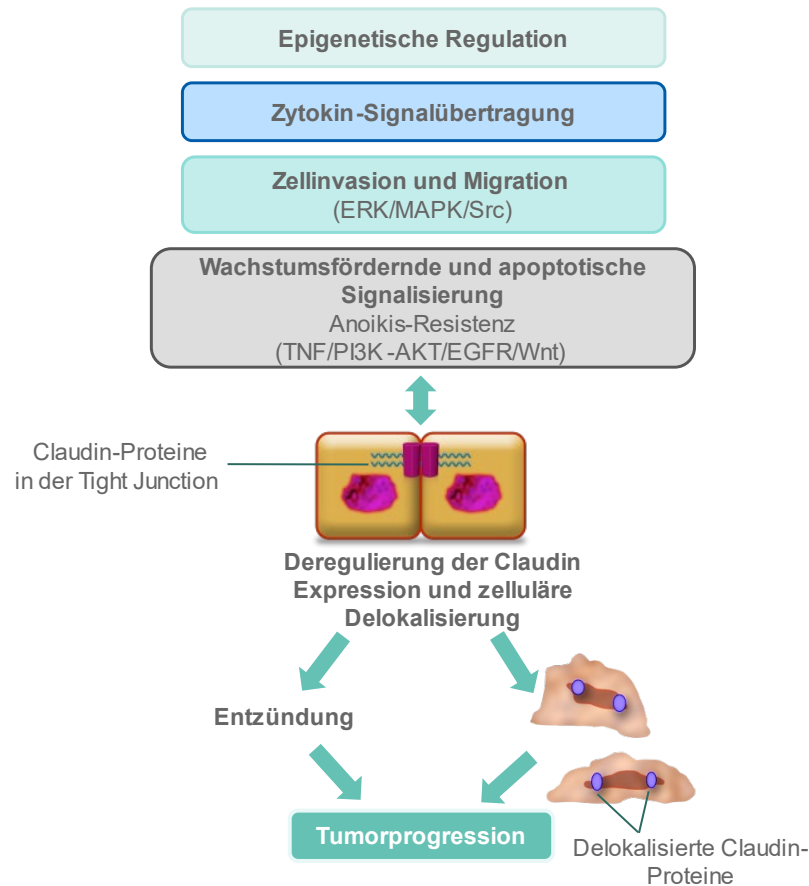 Epigenetische Regulation
Zytokin-Signalübertragung
Zellinvasion und Migration
(ERK/MAPK/Src)
Wachstumsfördernde und apoptotische
Signalisierung
Anoikis-Resistenz
(TNF/PI3K-AKT/EGFR/Wnt)
Claudin-Proteine
in der Tight Junction
Deregulierung der Claudin
Expression und zelluläre
Delokalisierung
Entzündung
Tumorprogression
Delokalisierte Claudin-
Proteine